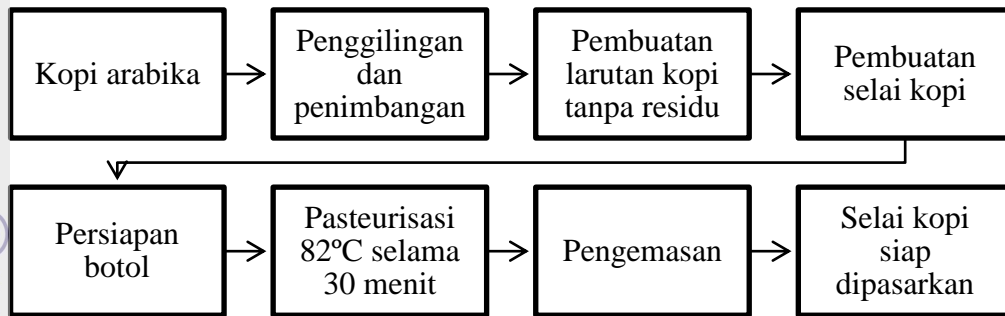 Kopi arabika
Penggilingan
dan
penimbangan
Pembuatan
larutan kopi
tanpa residu
Pembuatan
selai kopi
Persiapan
botol
Pasteurisasi
82ºC selama
30 menit
Pengemasan
Selai kopi
siap
dipasarkan